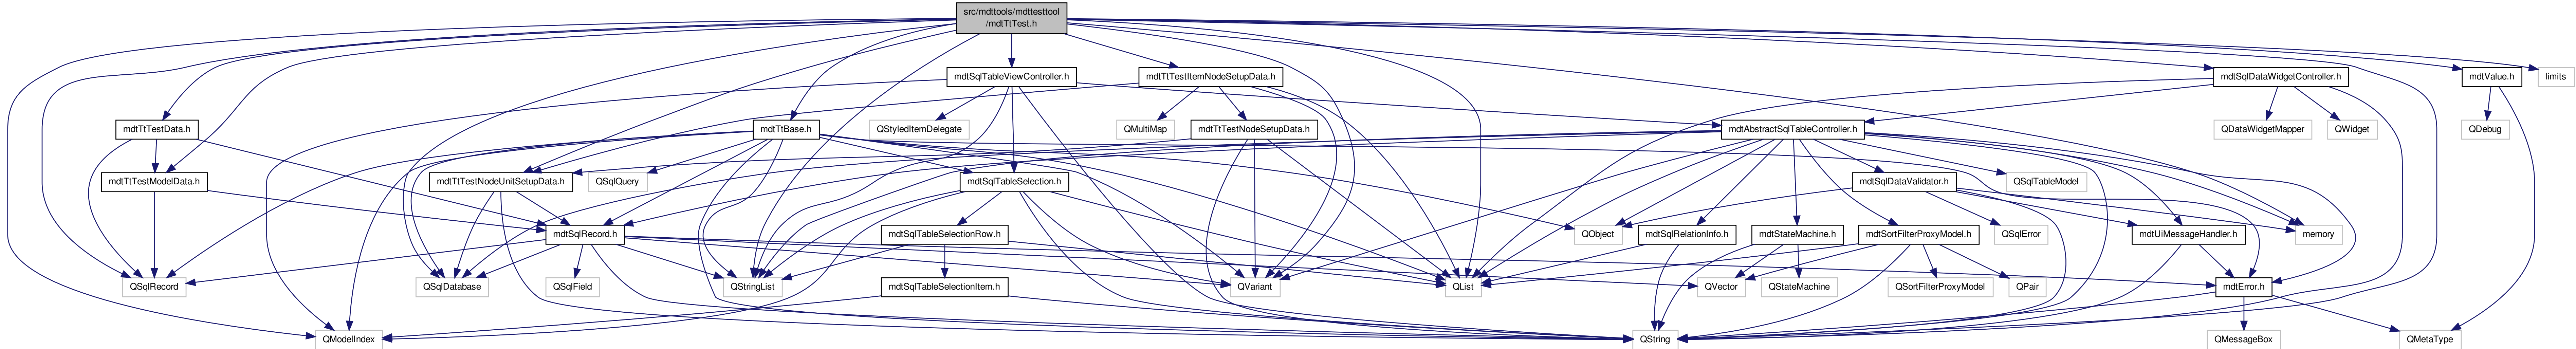 src/mdttools/mdttesttool
/mdtTtTest.h
mdtSqlTableViewController.h
mdtTtTestItemNodeSetupData.h
mdtSqlDataWidgetController.h
mdtValue.h
limits
mdtTtTestData.h
mdtTtBase.h
QStyledItemDelegate
QMultiMap
mdtTtTestNodeSetupData.h
mdtAbstractSqlTableController.h
QDataWidgetMapper
QWidget
QDebug
mdtTtTestModelData.h
mdtTtTestNodeUnitSetupData.h
QSqlQuery
mdtSqlTableSelection.h
mdtSqlDataValidator.h
QSqlTableModel
mdtSqlRecord.h
mdtSqlTableSelectionRow.h
QObject
mdtSqlRelationInfo.h
mdtStateMachine.h
mdtSortFilterProxyModel.h
QSqlError
mdtUiMessageHandler.h
memory
QSqlRecord
QSqlDatabase
QSqlField
QStringList
mdtSqlTableSelectionItem.h
QVariant
QList
QVector
QStateMachine
QSortFilterProxyModel
QPair
mdtError.h
QModelIndex
QString
QMessageBox
QMetaType